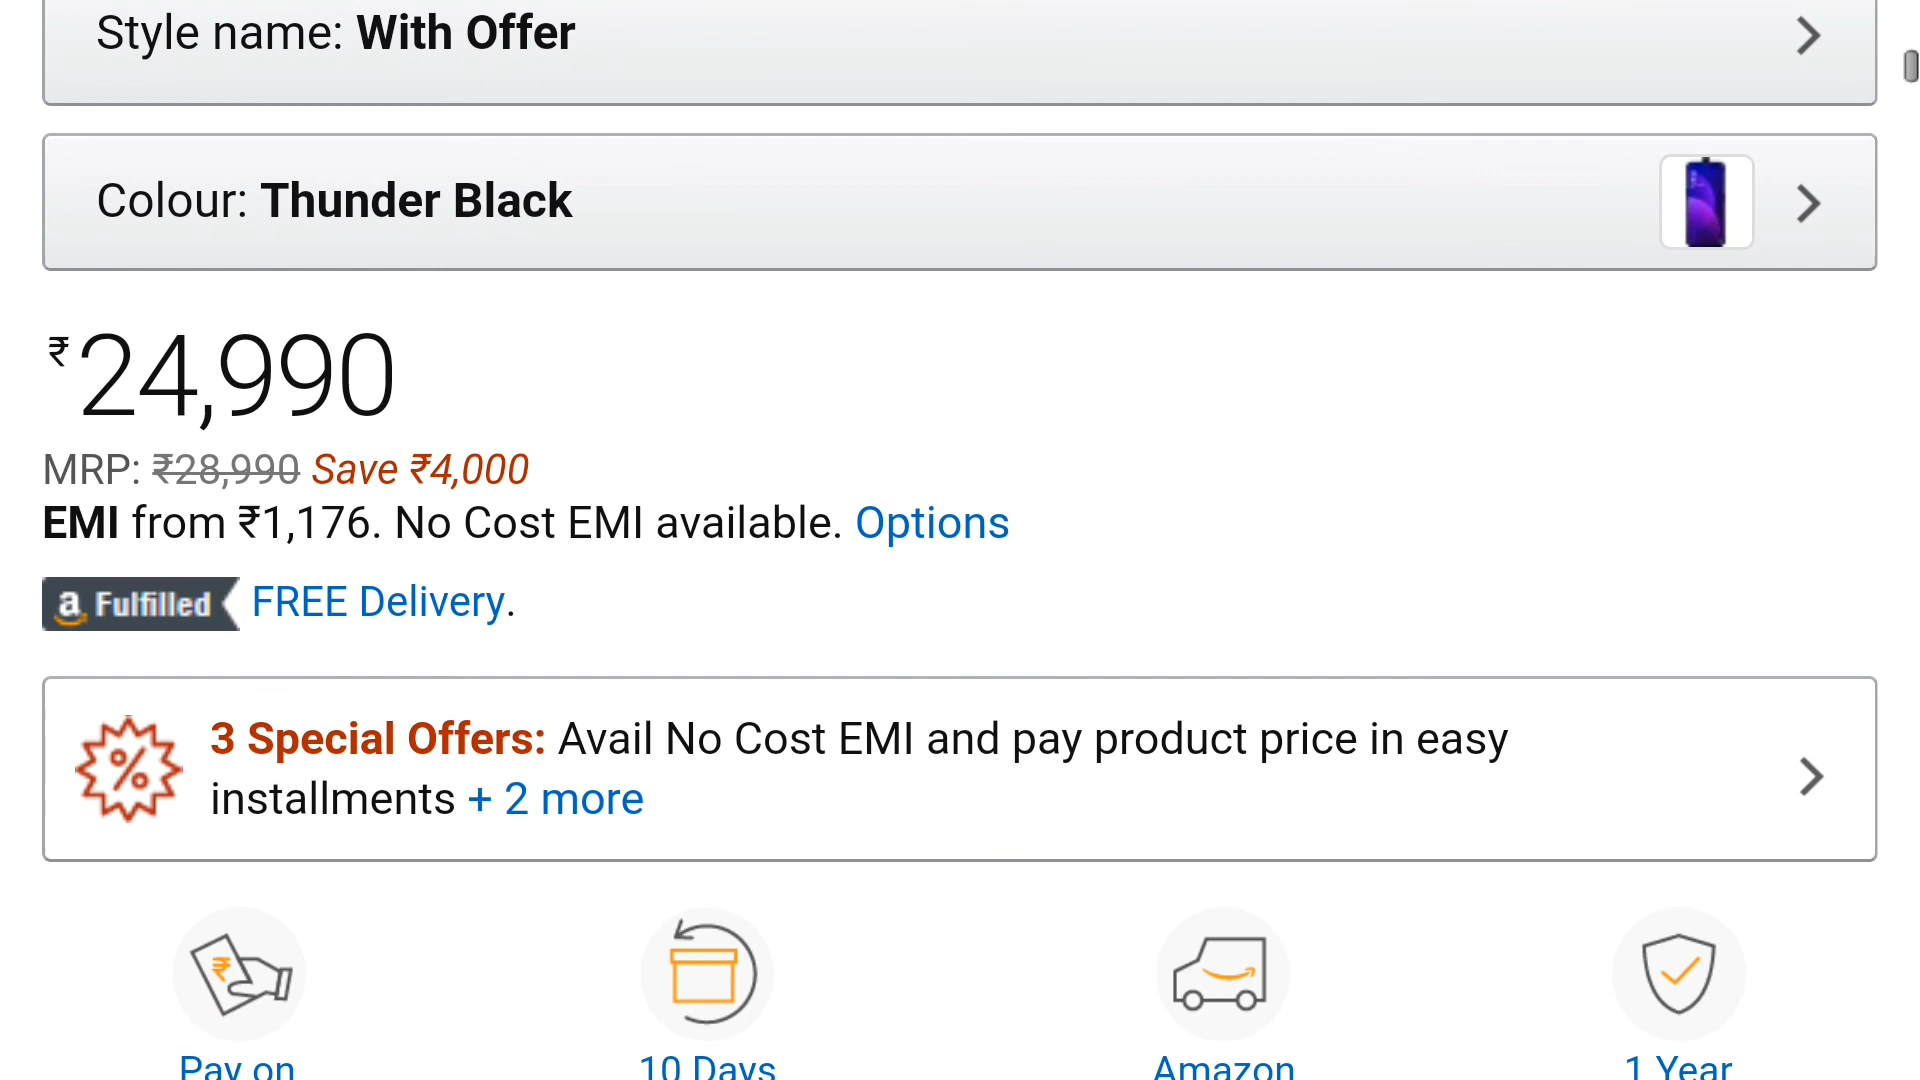 Style name: With Offer
Colour: Thunder Black
₹24,990
MRP: ₹28,990 Save ₹4,000
EMI from ₹1,176. No Cost EMI available. Options
a Fulfilled FREE Delivery.
3 Special Offers: Avail No Cost EMI and pay product price in easy
installments + 2 more
Pay on
10 Days
Amazon
1 Year